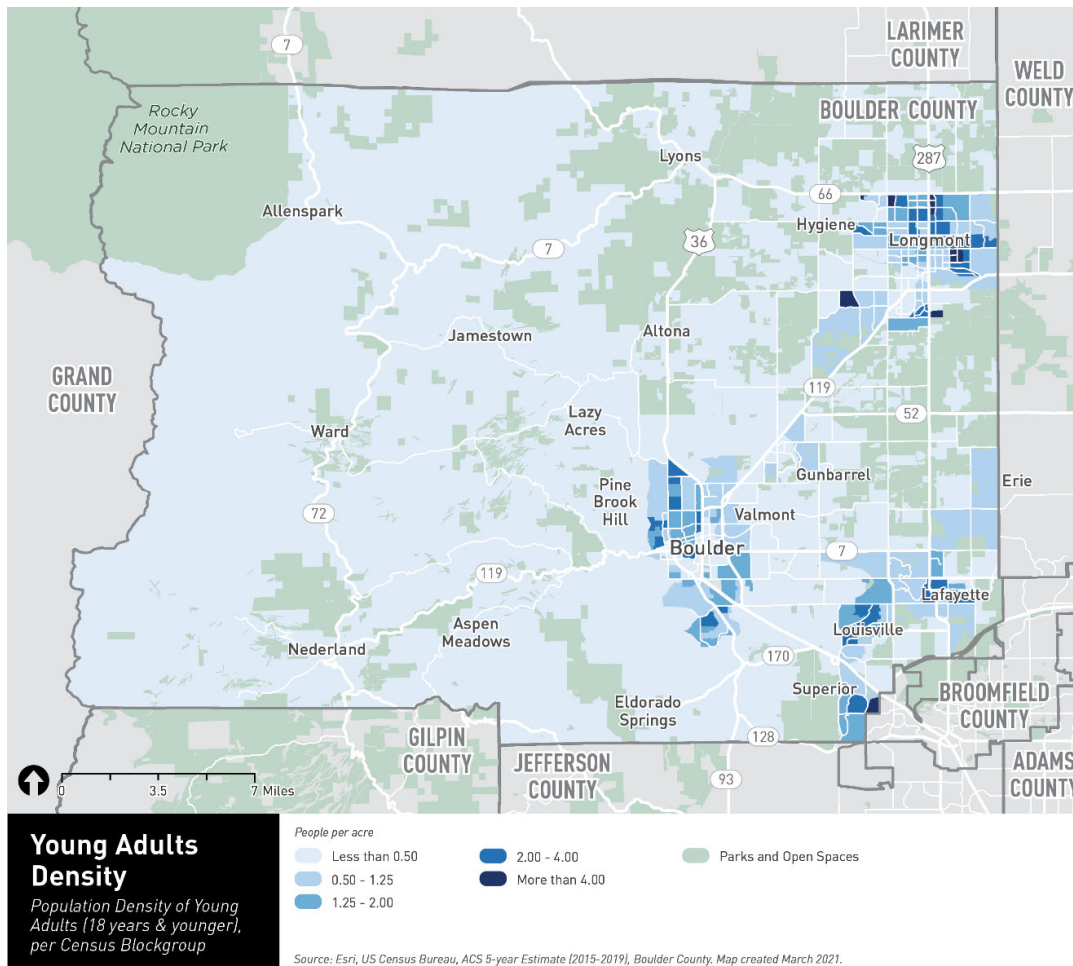 7
LARIMER
COUNTY
WELD
COUNTY
Rocky
Mountain
National Park
BOULDER COUNTY
Lyons
287
66
Allenspark
Hygiene
7
36
Longmont
Jamestown
Altona
GRAND
COUNTY
119
52
Lazy
Acres
Ward
Gunbarrel
Pine
Brook
Hill
Erie
72
Valmont
Boulder
7
119
Lafayette
Aspen
Meadows
Louisville
Nederland
170
Superior
Eldorado
Springs
BROOMFIELD
COUNTY
128
GILPIN
COUNTY
JEFFERSON
COUNTY
ADAMS
COUNTY
93
0 3.5 7 Miles
Young Adults
Density
Population Density of Young
Adults (18 years & younger),
per Census Blockgroup
People per acre
Less than 0.50
0.50 - 1.25
1.25 - 2.00
2.00 - 4.00
More than 4.00
Parks and Open Spaces
Source: Esri, US Census Bureau, ACS 5-year Estimate (2015-2019), Boulder County. Map created March 2021.